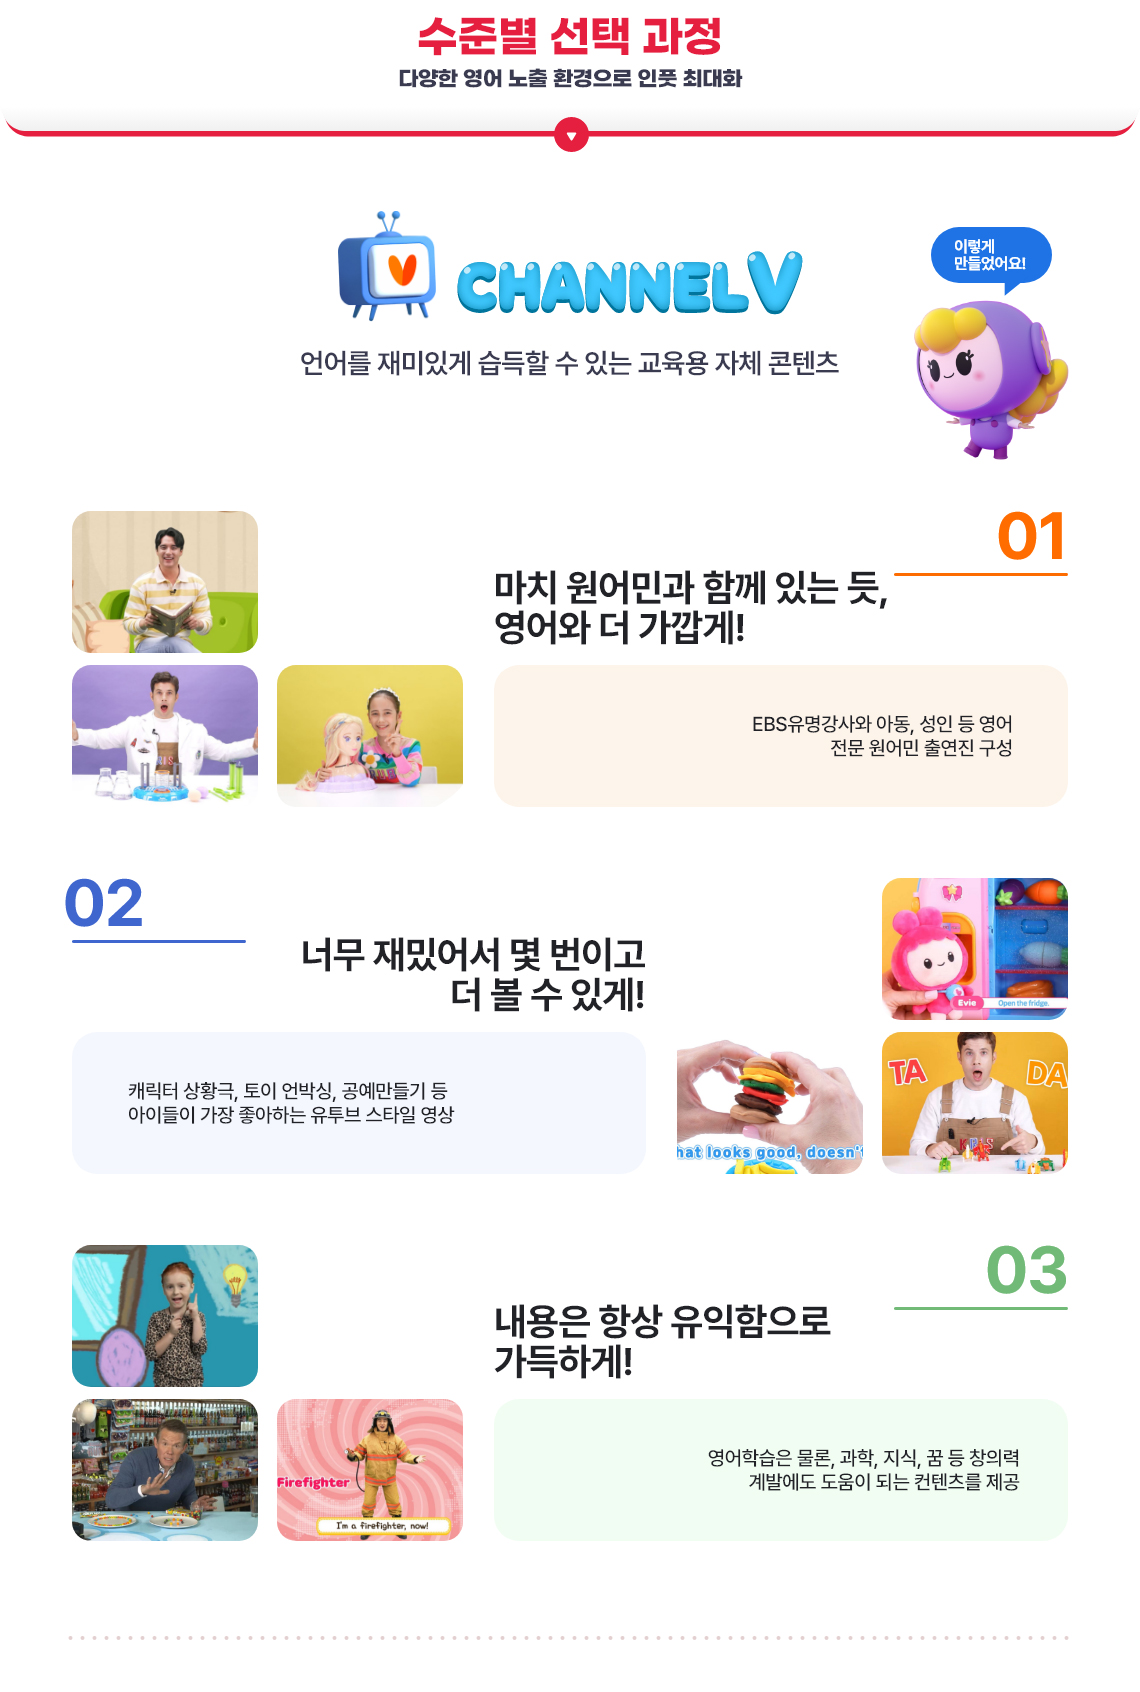 수준별 선택 과정
다양한 영어 노출 환경으로 인풋 최대화
CHANNELV
이렇게
만들었어요!
언어를 재미있게 습득할 수 있는 교육용 자체 콘텐츠
01
마치 원어민과 함께 있는 듯,
영어와 더 가깝게!
EBS유명강사와 아동, 성인 등 영어
전문 원어민 출연진 구성
02
너무 재밌어서 몇 번이고
더 볼 수 있게!
캐릭터 상황극, 토이 언박싱, 공예만들기 등
아이들이 가장 좋아하는 유투브 스타일 영상
Evie
Open the fridge.
hat looks good, doesn't
TA DA
03
내용은 항상 유익함으로
가득하게!
영어학습은 물론, 과학, 지식, 꿈 등 창의력
계발에도 도움이 되는 컨텐츠를 제공
Firefighter
I'm a firefighter, now!